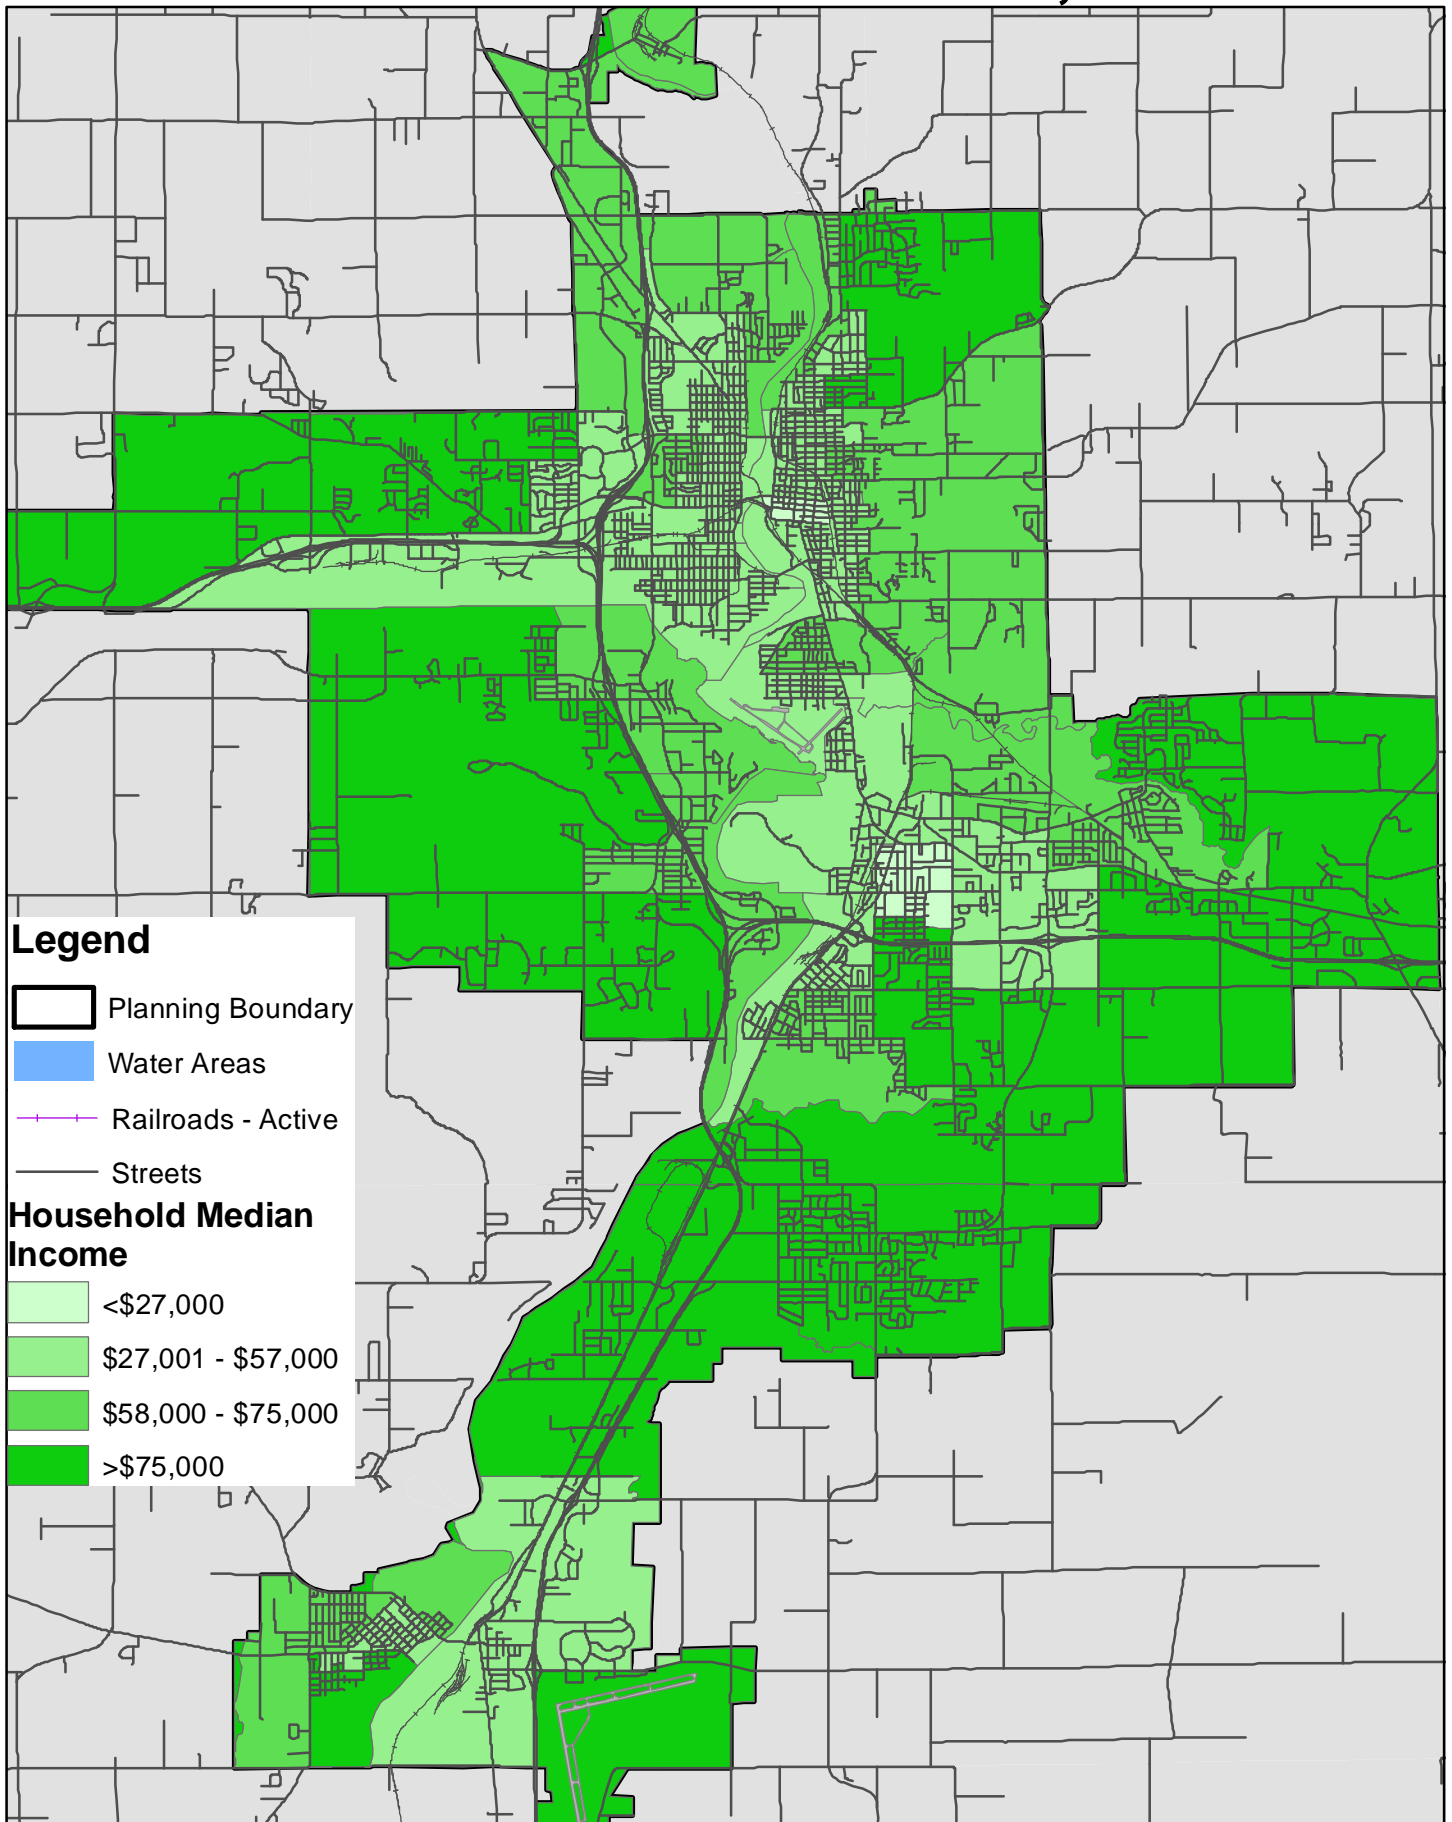 Legend
Planning Boundary
Water Areas
Railroads - Active
Streets
Household Median
Income
<$27,000
$27,001 - $57,000
$58,000 - $75,000
>$75,000